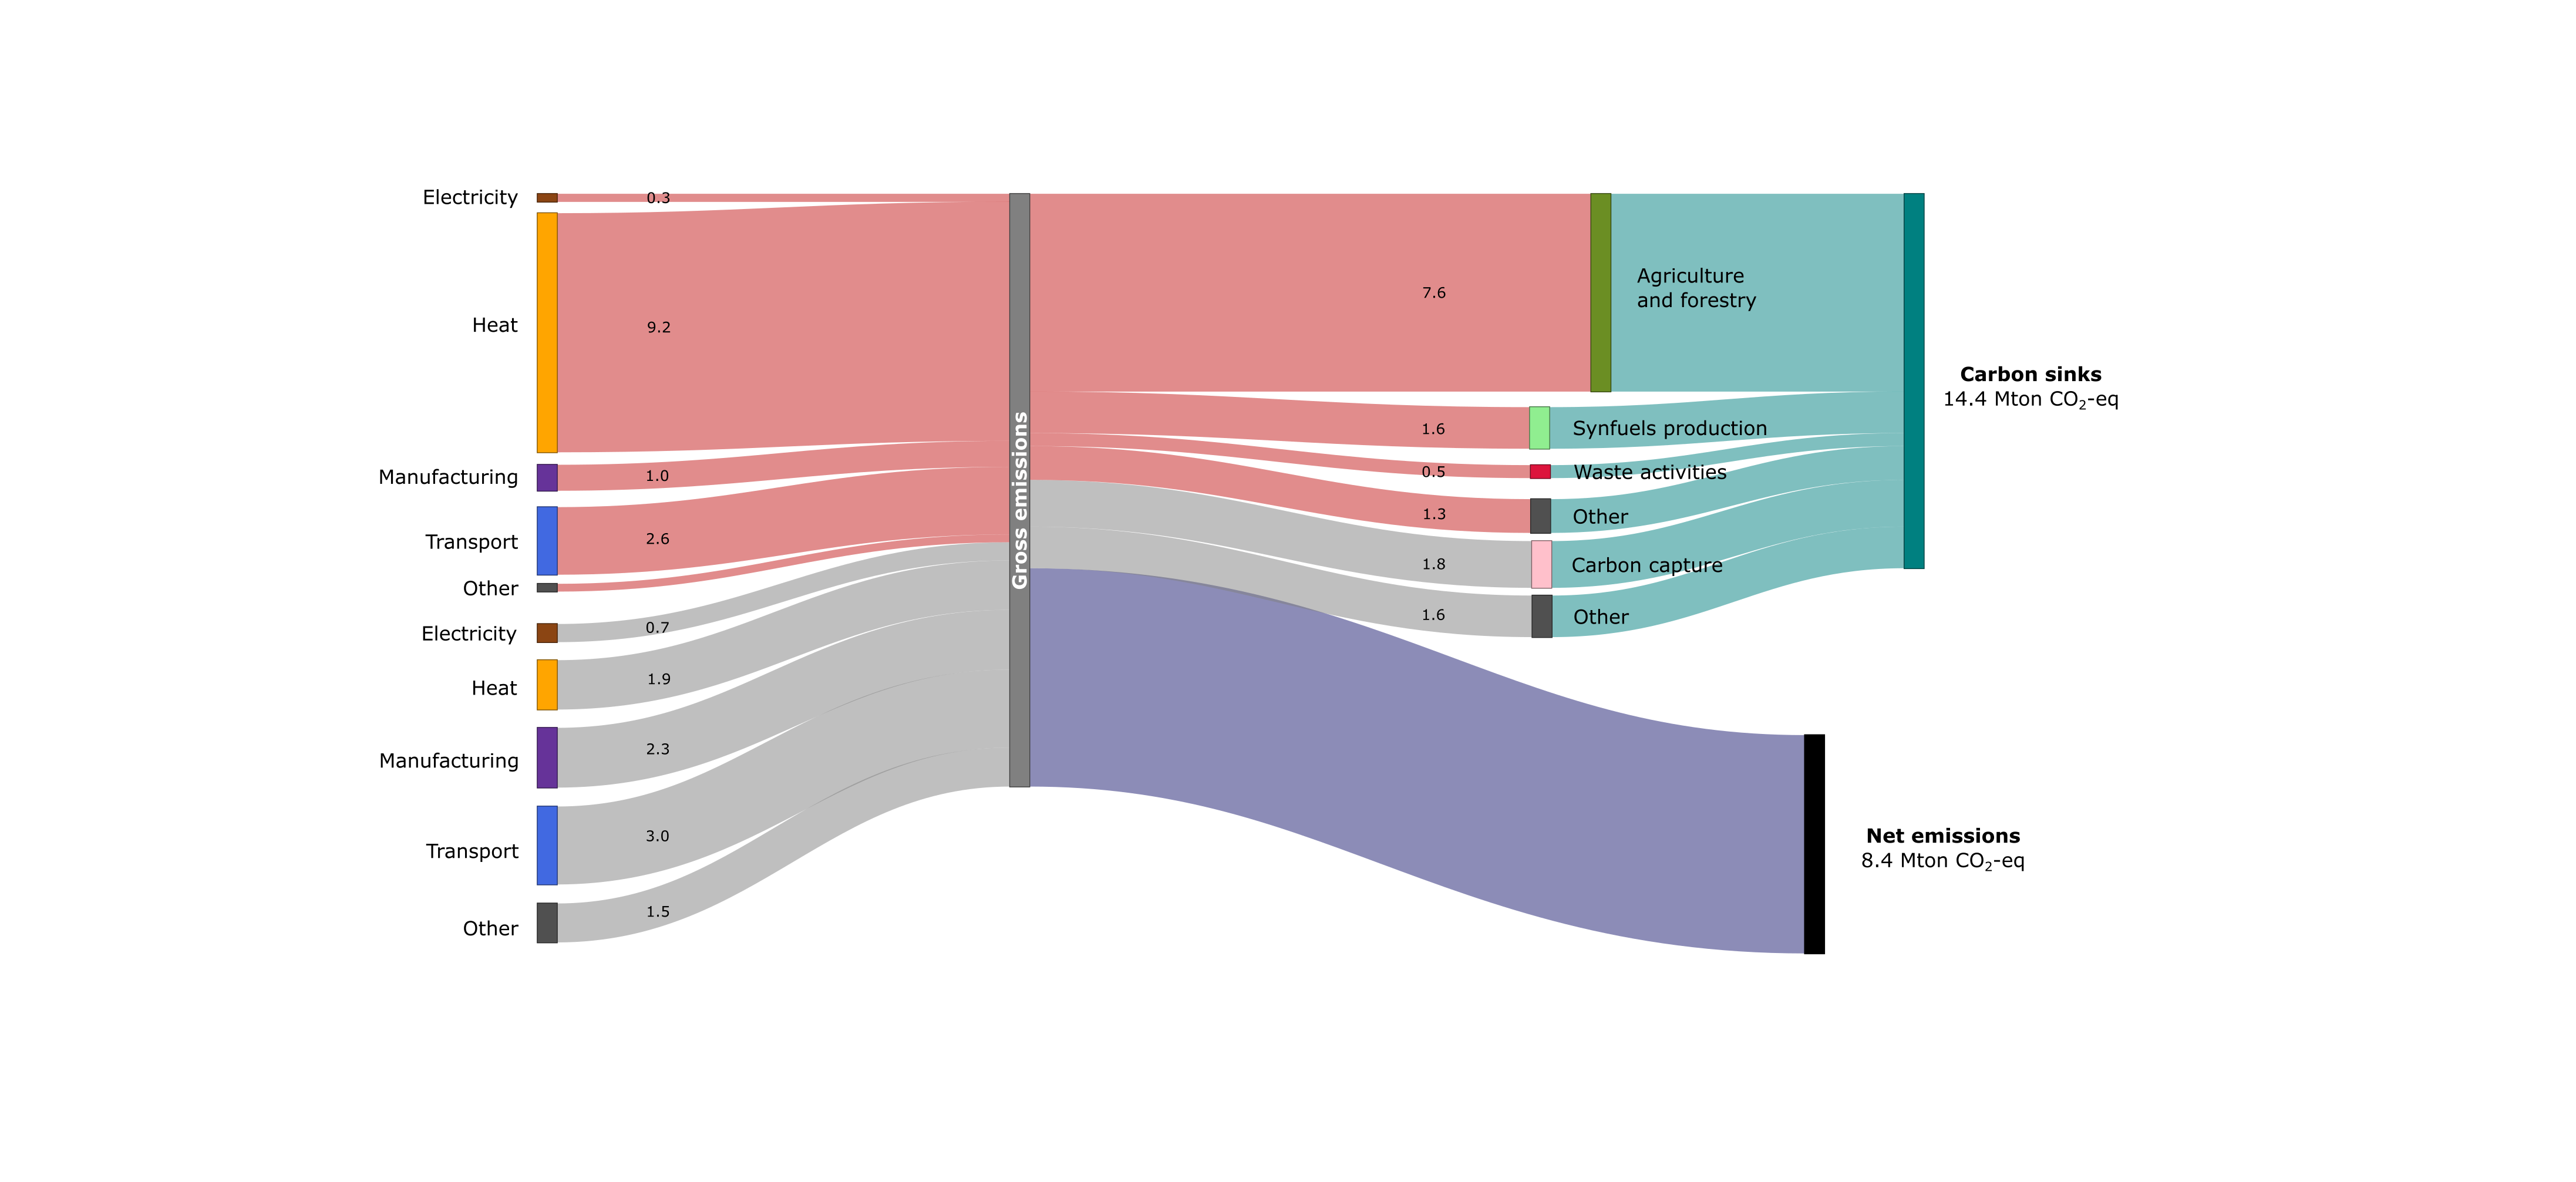 Electricity
0.3
Heat
9.2
Manufacturing
1.0
Transport
2.6
Other
Electricity
0.7
Heat
1.9
Manufacturing
2.3
Transport
3.0
Other
1.5
Gross emissions
7.6
Agriculture
and forestry
1.6
Synfuels production
0.5
Waste activities
1.3
Other
1.8
Carbon capture
1.6
Other
Carbon sinks
14.4 Mton CO₂-eq
Net emissions
8.4 Mton CO₂-eq